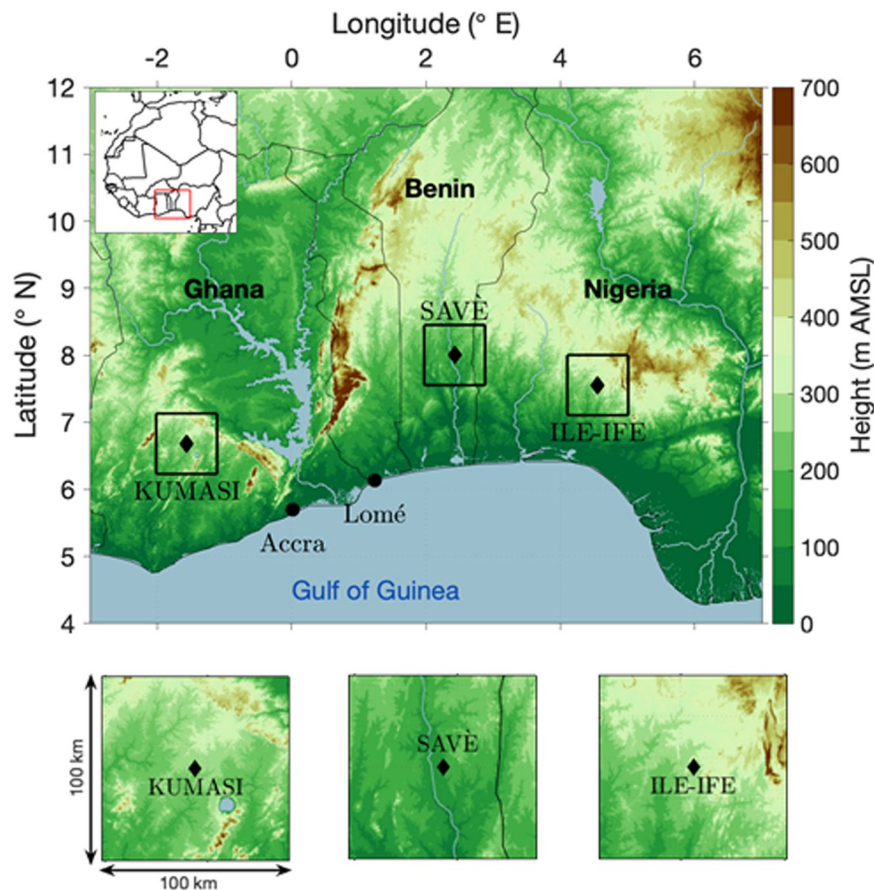 Longitude (° E)
-2 0 2 4 6
12
11
10
9
8
7
6
5
4
Latitude (° N)
Benin
Ghana
Nigeria
SAVÈ
ILE-IFE
KUMASI
Lomé
Accra
Gulf of Guinea
700
600
500
400
300
200
100
0
Height (m AMSL)
100 km
KUMASI
100 km
SAVÈ
ILE-IFE